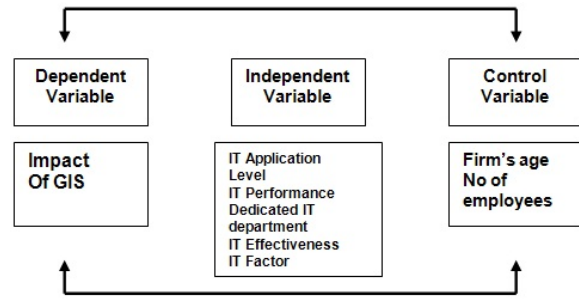 Dependent
Variable
Independent
Variable
Control
Variable
Impact
Of GIS
IT Application
Level
IT Performance
Dedicated IT
department
IT Effectiveness
IT Factor
Firm's age
No of
employees